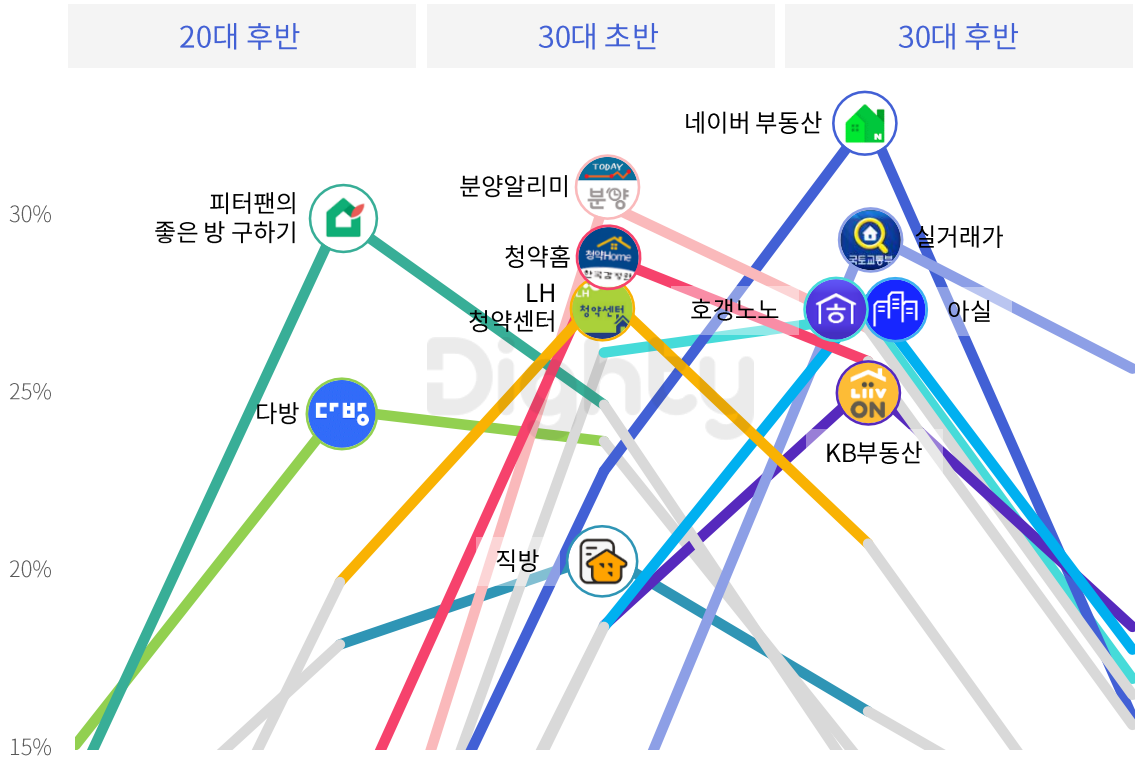 20대 후반
30대 초반
30대 후반
네이버 부동산
N
TODAY
분양
분양알리미
피터팬의
좋은 방 구하기
30%
실거래가
국토교통부
청약홈
청약Home
한국감정원
LH
청약센터
LH
청약센터
호갱노노
호
아실
Dighty
25%
다방
다방
Liiv
ON
KB부동산
직방
20%
15%